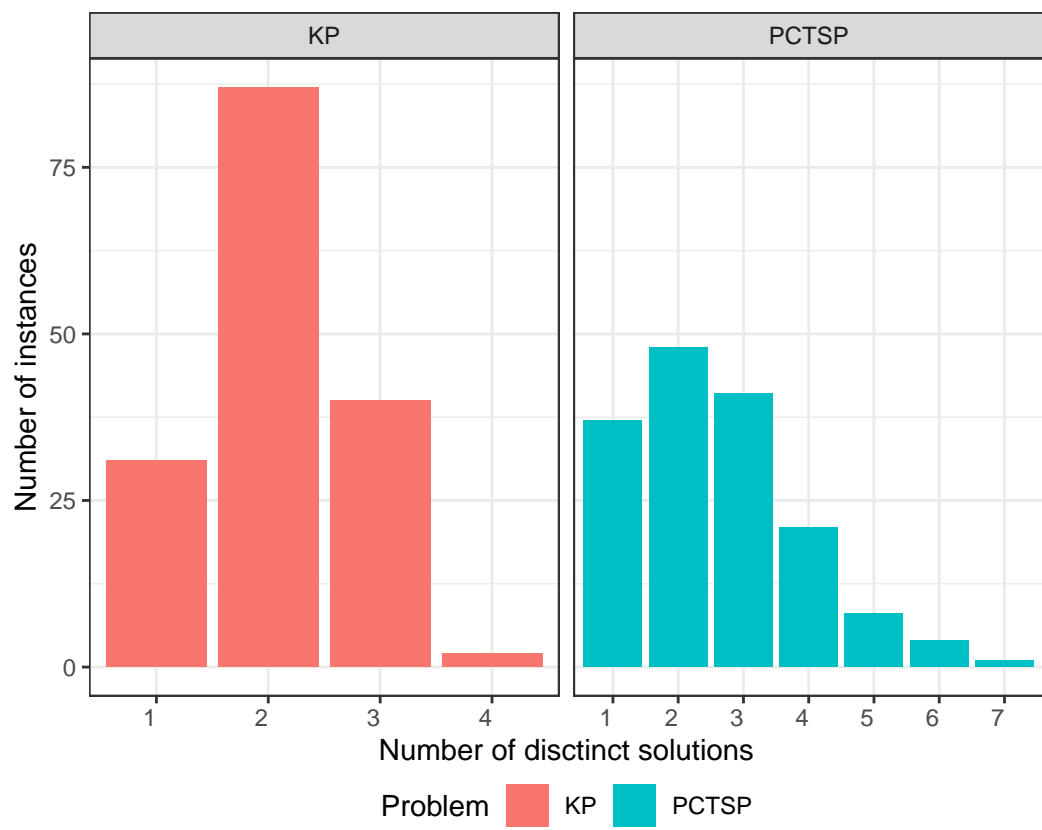 KP PCTSP
Number of instances
75
50
25
0
1 2 3 4 1 2 3 4 5 6 7
Number of disctinct solutions
Problem KP PCTSP